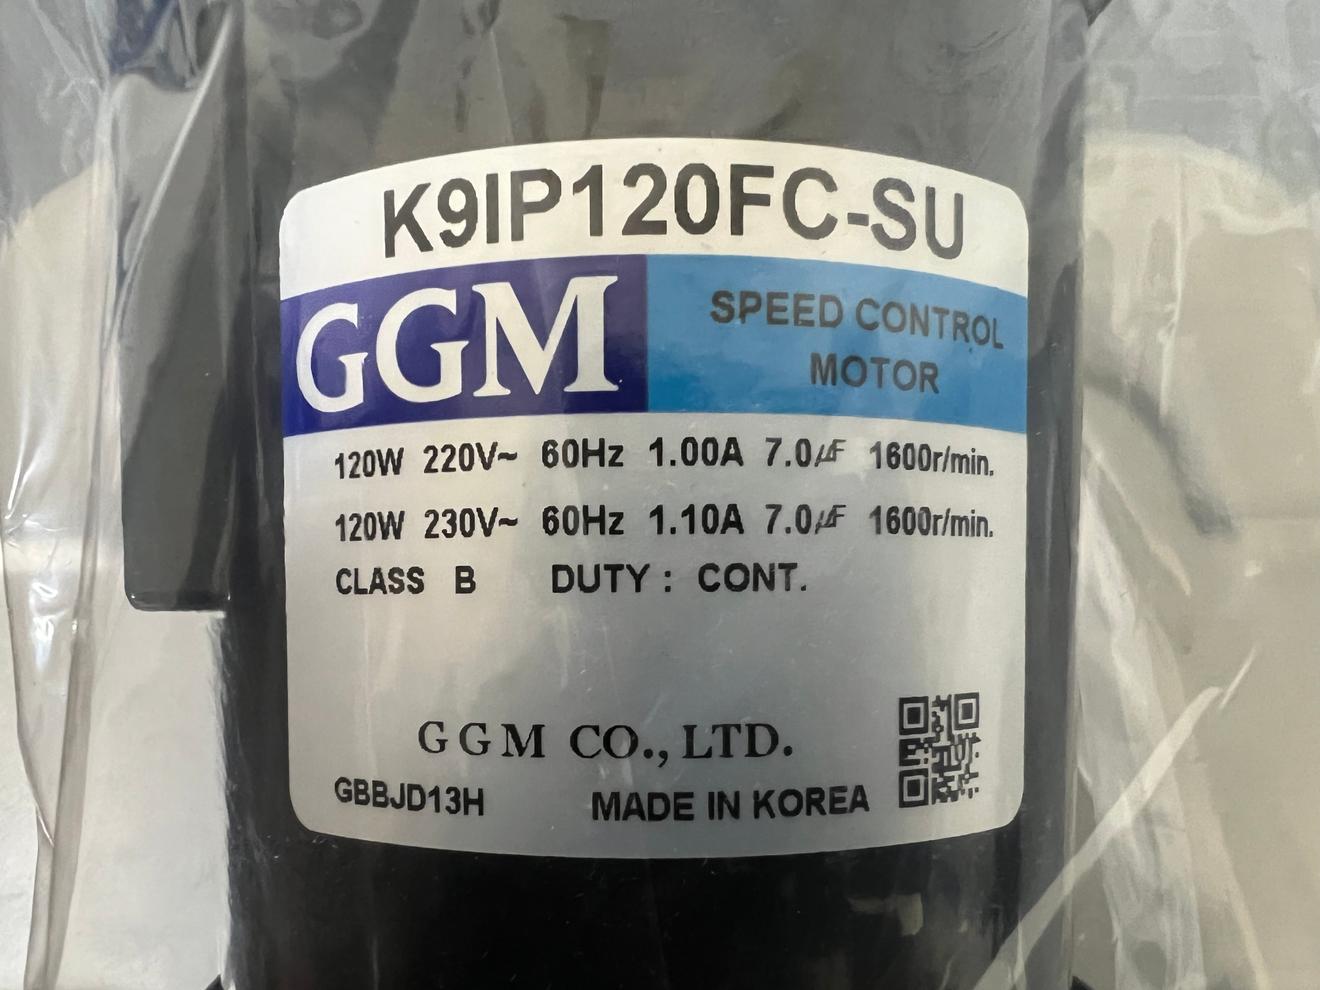 K9IP120FC-SU
GGM
SPEED CONTROL
MOTOR
120W 220V~ 60Hz 1.00A 7.0㎌ 1600r/min.
120W 230V~ 60Hz 1.10A 7.0㎌ 1600r/min.
CLASS B DUTY : CONT.
GGM CO., LTD.
GBBJD13H MADE IN KOREA